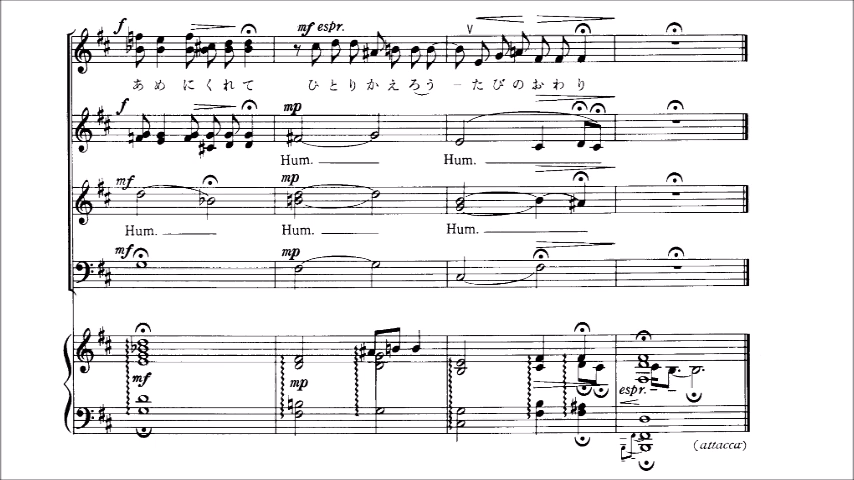 f
mf espr.
あめ にくれて ひとりかえろう ー たびのおわり
f
mp
Hum. Hum.
mf
mp
Hum. Hum. Hum.
mf
mp
mf
mp
espr.
(attacca)